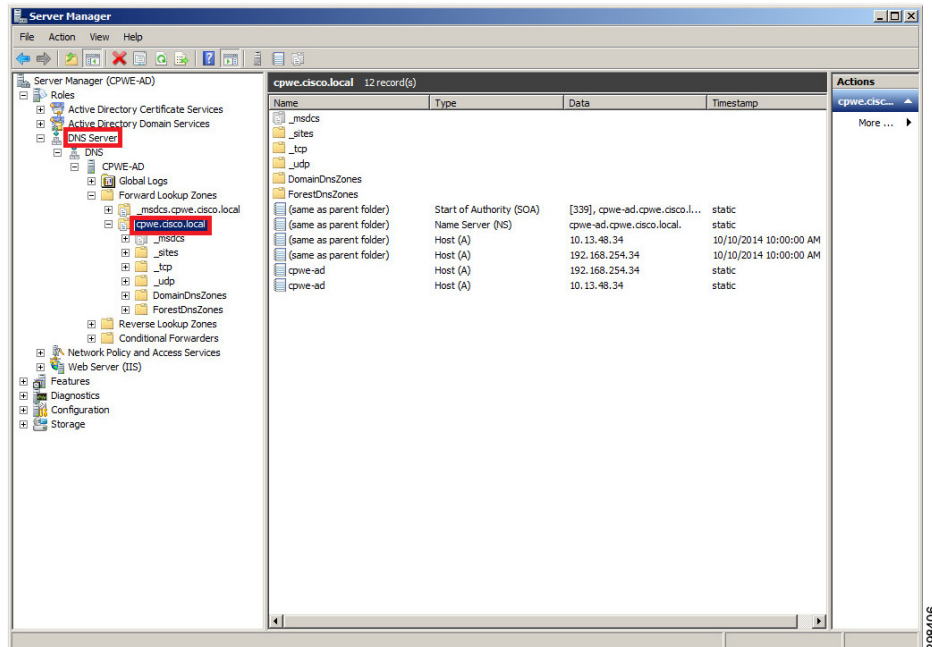 Server Manager
File Action View Help
Server Manager (CPWE-AD)
Roles
Active Directory Certificate Services
Active Directory Domain Services
DNS Server
DNS
CPWE-AD
Global Logs
Forward Lookup Zones
_msdcs.cpwe.cisco.local
cpwe.cisco.local
_msdcs
_sites
_tcp
_udp
DomainDnsZones
ForestDnsZones
Reverse Lookup Zones
Conditional Forwarders
Network Policy and Access Services
Web Server (IIS)
Features
Diagnostics
Configuration
Storage
cpwe.cisco.local 12 record(s)
Name Type Data Timestamp
_msdcs
_sites
_tcp
_udp
DomainDnsZones
ForestDnsZones
(same as parent folder) Start of Authority (SOA) [339], cpwe-ad.cpwe.cisco.l... static
(same as parent folder) Name Server (NS) cpwe-ad.cpwe.cisco.local. static
(same as parent folder) Host (A) 10.13.48.34 10/10/2014 10:00:00 AM
(same as parent folder) Host (A) 192.168.254.34 10/10/2014 10:00:00 AM
cpwe-ad Host (A) 192.168.254.34 static
cpwe-ad Host (A) 10.13.48.34 static
Actions
cpwe.cisc...
More ...